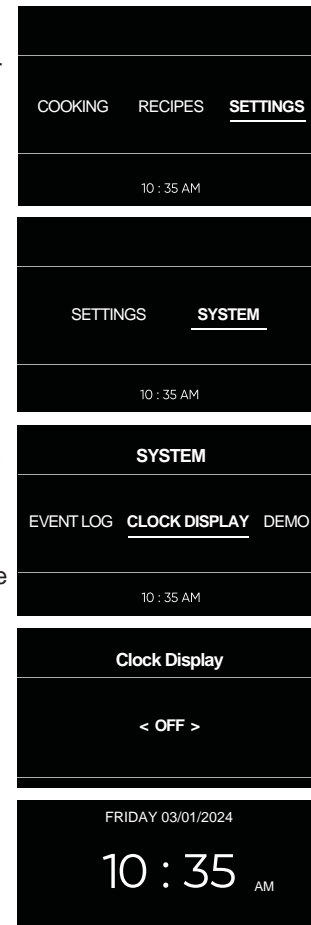 COOKING RECIPES SETTINGS
10 : 35 AM
SETTINGS SYSTEM
10 : 35 AM
SYSTEM
EVENT LOG CLOCK DISPLAY DEMO
e
10 : 35 AM
Clock Display
< OFF >
FRIDAY 03/01/2024
10 : 35 AM